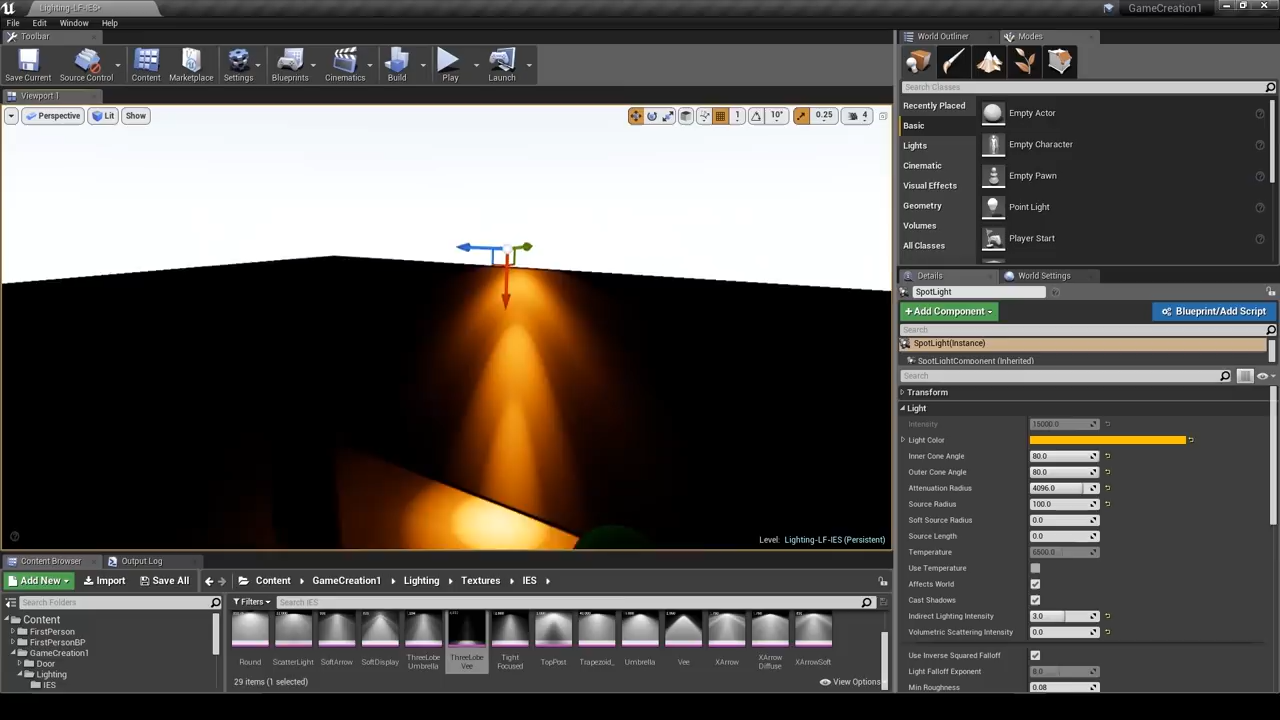 Lighting-LF-IES*
GameCreation1
File Edit Window Help
Toolbar
World Outliner Modes
Save Current Source Control Content Marketplace Settings Blueprints Cinematics Build Play Launch
Search Classes
Viewport 1
Perspective Lit Show
1 10° 0.25 4
Recently Placed
Basic
Lights
Cinematic
Visual Effects
Geometry
Volumes
All Classes
Empty Actor
Empty Character
Empty Pawn
Point Light
Player Start
Details World Settings
SpotLight
+Add Component Blueprint/Add Script
Search
SpotLight(Instance)
SpotLightComponent (Inherited)
Search
Transform
Light
Intensity 15000.0
Light Color
Inner Cone Angle 80.0
Outer Cone Angle 80.0
Attenuation Radius 4096.0
Source Radius 100.0
Soft Source Radius 0.0
Source Length 0.0
Temperature 6500.0
Use Temperature
Affects World
Cast Shadows
Indirect Lighting Intensity 3.0
Volumetric Scattering Intensity 0.0
Use Inverse Squared Falloff
Light Falloff Exponent 8.0
Min Roughness 0.08
Level: Lighting-LF-IES (Persistent)
Content Browser Output Log
Add New Import Save All Content GameCreation1 Lighting Textures IES
Search Folders
Filters Search IES
Content
FirstPerson
FirstPersonBP
GameCreation1
Door
Lighting
IES
Round ScatterLight SoftArrow SoftDisplay ThreeLobe Umbrella ThreeLobe Vee Tight Focused TopPost Trapezoid_ Umbrella Vee XArrow XArrow Diffuse XArrowSoft
29 items (1 selected) View Options